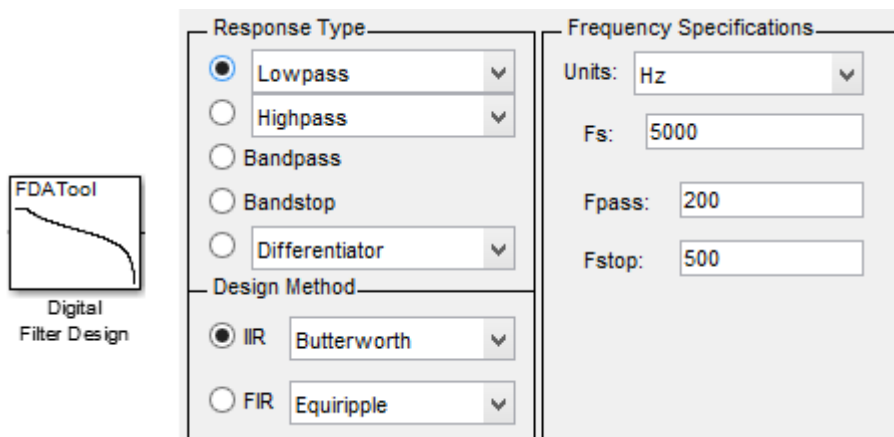 FDATool
Digital
Filter Design
Response Type
Lowpass
Highpass
Bandpass
Bandstop
Differentiator
Design Method
IIR Butterworth
FIR Equiripple
Frequency Specifications
Units: Hz
Fs: 5000
Fpass: 200
Fstop: 500